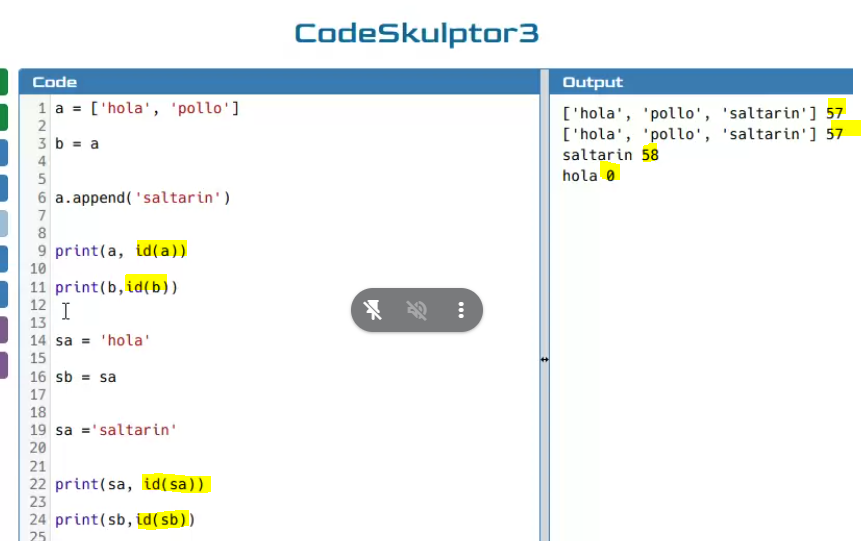 CodeSkulptor3
Code
1 a = ['hola', 'pollo']
2
3 b = a
4
5
6 a.append('saltarin')
7
8
9 print(a, id(a))
10
11 print(b,id(b))
12
13
14 sa = 'hola'
15
16 sb = sa
17
18
19 sa ='saltarin'
20
21
22 print(sa, id(sa))
23
24 print(sb,id(sb))
25
Output
['hola', 'pollo', 'saltarin'] 57
['hola', 'pollo', 'saltarin'] 57
saltarin 58
hola 0